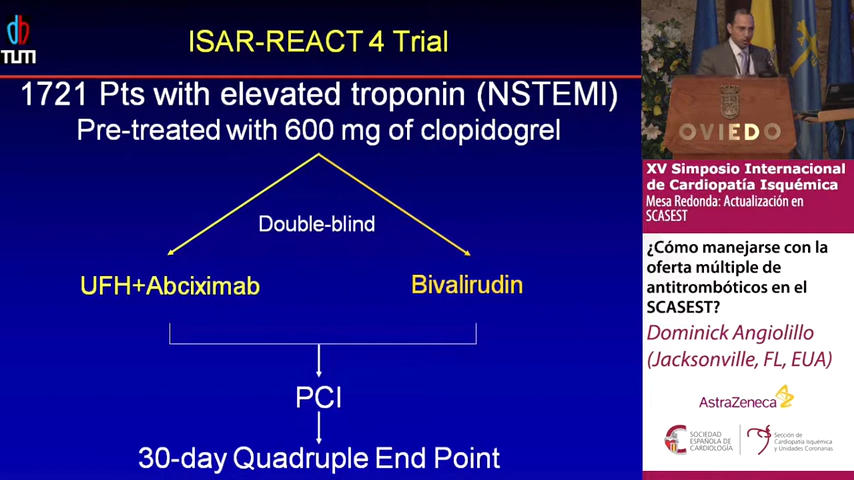 ISAR-REACT 4 Trial
TUM
1721 Pts with elevated troponin (NSTEMI)
Pre-treated with 600 mg of clopidogrel
Double-blind
UFH+Abciximab
Bivalirudin
PCI
30-day Quadruple End Point
OVIEDO
XV Simposio Internacional
de Cardiopatía Isquémica
Mesa Redonda: Actualización en
SCASEST
¿Cómo manejarse con la
oferta múltiple de
antitrombóticos en el
SCASEST?
Dominick Angiolillo
(Jacksonville, FL, EUA)
AstraZeneca
SOCIEDAD
ESPAÑOLA DE
CARDIOLOGÍA
Sección de
Cardiopatía Isquémica
y Unidades Coronarias